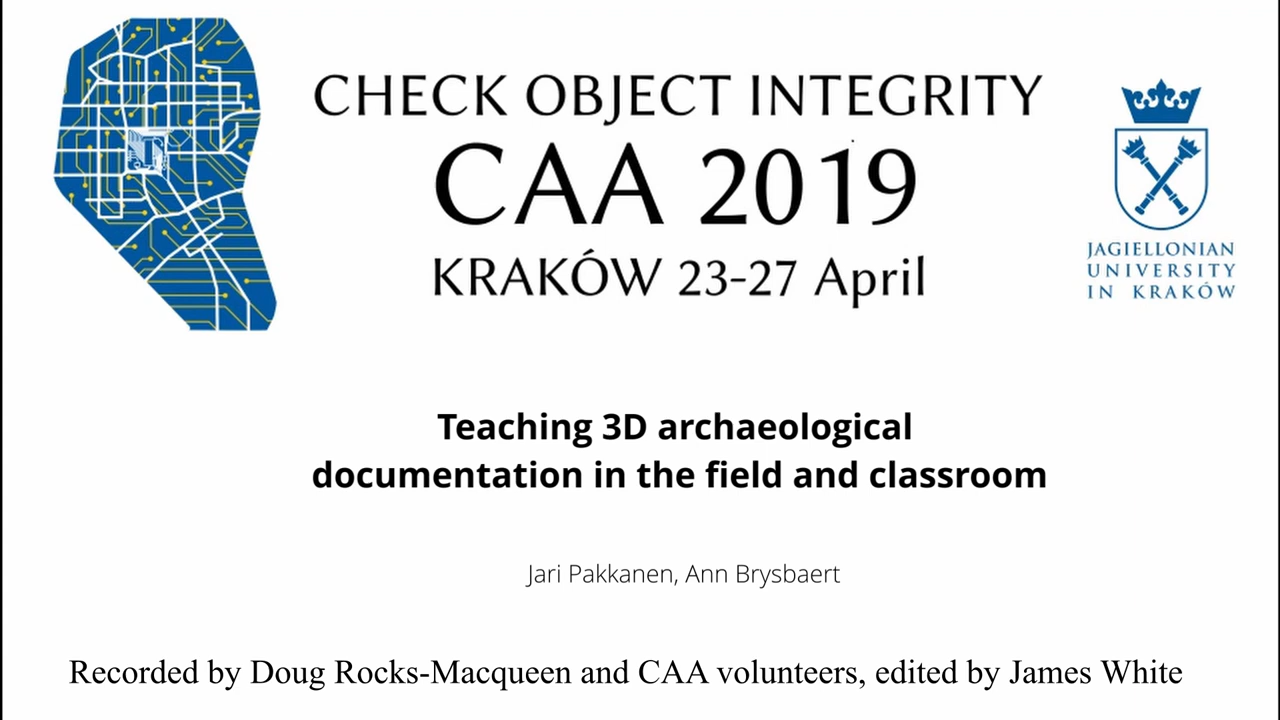 CHECK OBJECT INTEGRITY
CAA 2019
KRAKÓW 23-27 April
JAGIELLONIAN
UNIVERSITY
IN KRAKÓW
Teaching 3D archaeological
documentation in the field and classroom
Jari Pakkanen, Ann Brysbaert
Recorded by Doug Rocks-Macqueen and CAA volunteers, edited by James White